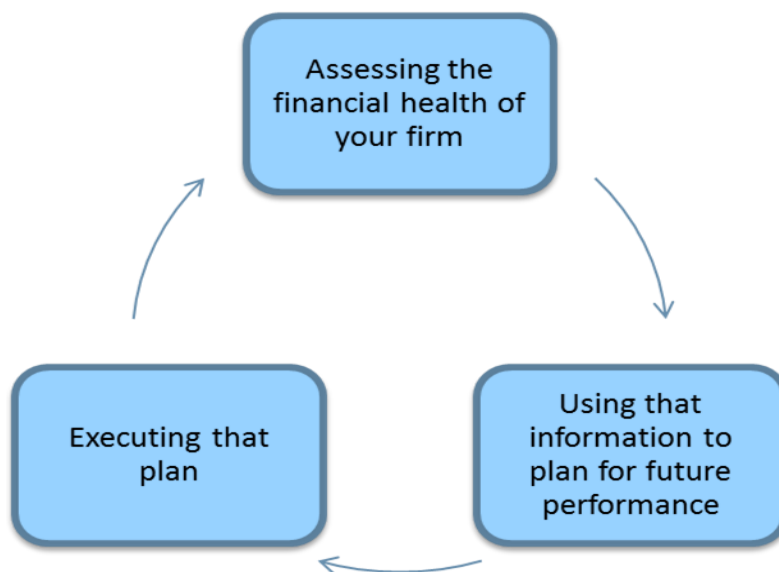 Assessing the
financial health of
your firm
Using that
information to
plan for future
performance
Executing that
plan